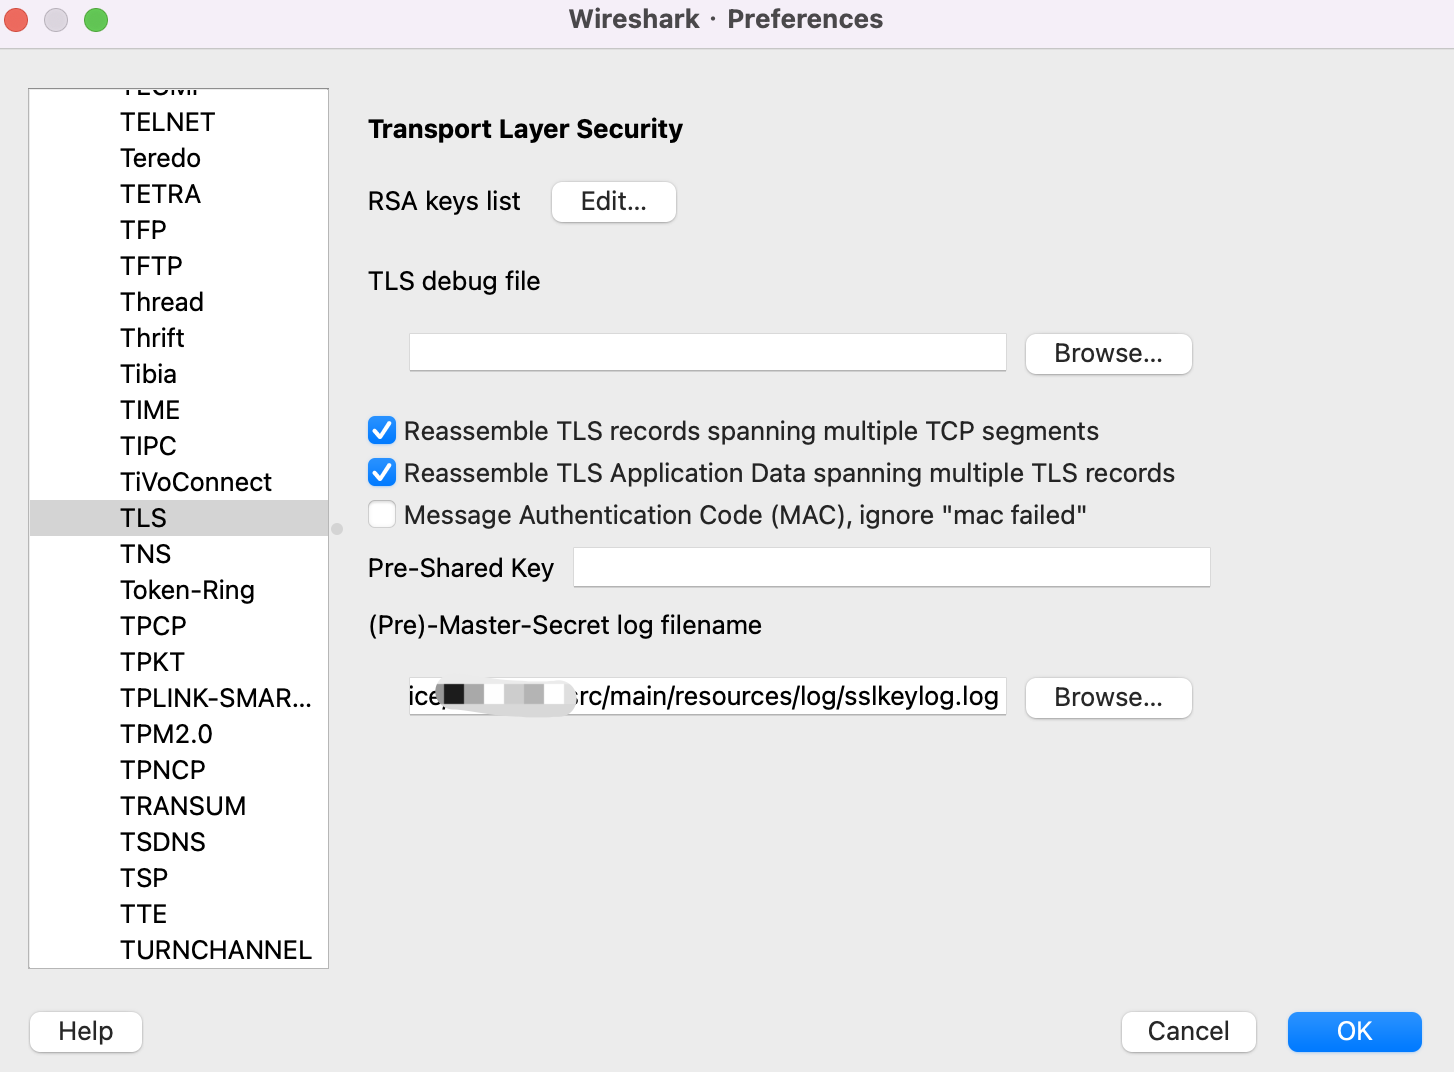 Wireshark · Preferences
TELNET
Teredo
TETRA
TFP
TFTP
Thread
Thrift
Tibia
TIME
TIPC
TiVoConnect
TLS
TNS
Token-Ring
TPCP
TPKT
TPLINK-SMAR...
TPM2.0
TPNCP
TRANSUM
TSDNS
TSP
TTE
TURNCHANNEL
Transport Layer Security
RSA keys list Edit...
TLS debug file
Browse...
Reassemble TLS records spanning multiple TCP segments
Reassemble TLS Application Data spanning multiple TLS records
Message Authentication Code (MAC), ignore "mac failed"
Pre-Shared Key
(Pre)-Master-Secret log filename
ice/ src/main/resources/log/sslkeylog.log Browse...
Help Cancel OK